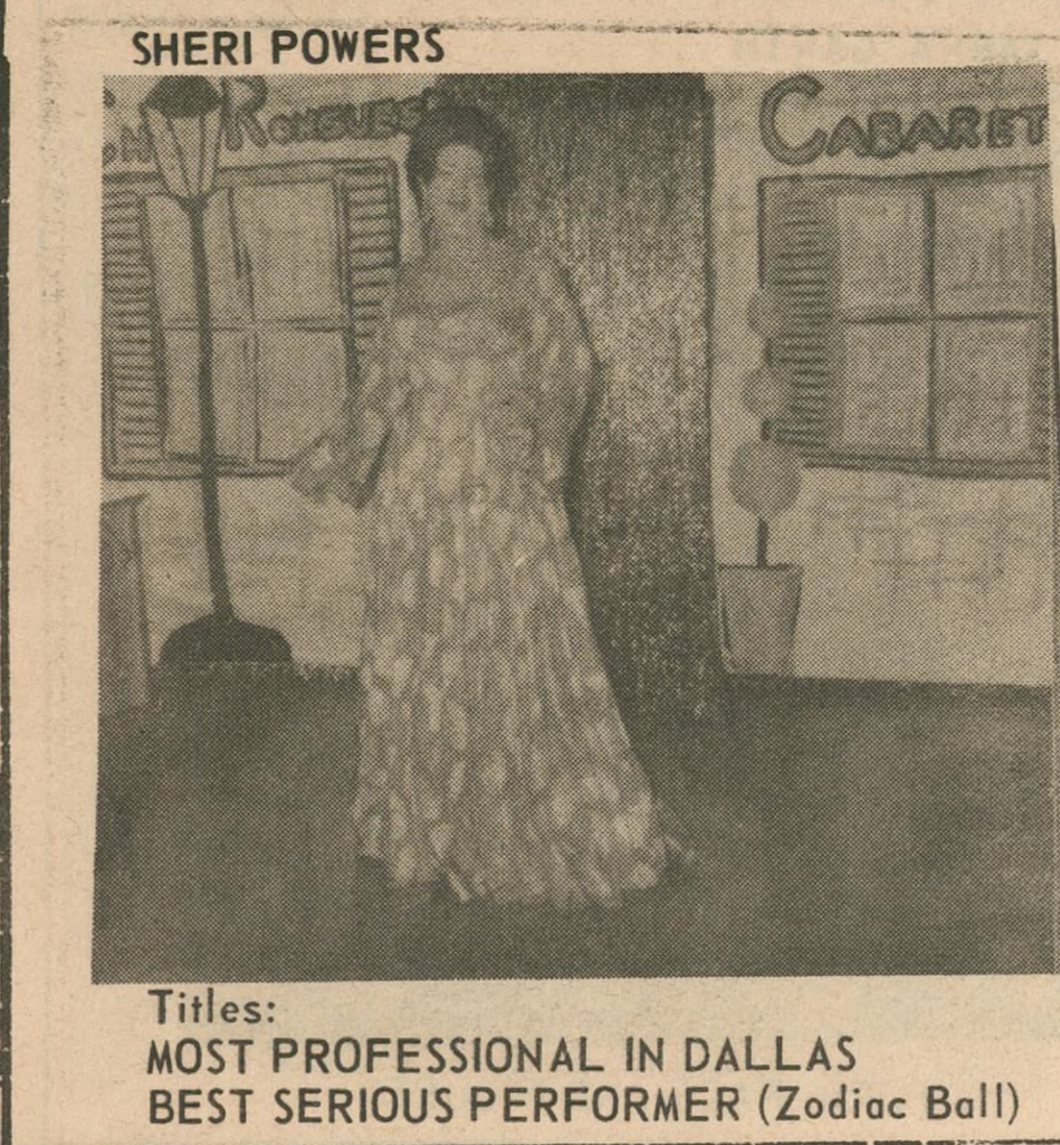 SHERI POWERS
CABARET
Titles:
MOST PROFESSIONAL IN DALLAS
BEST SERIOUS PERFORMER (Zodiac Ball)